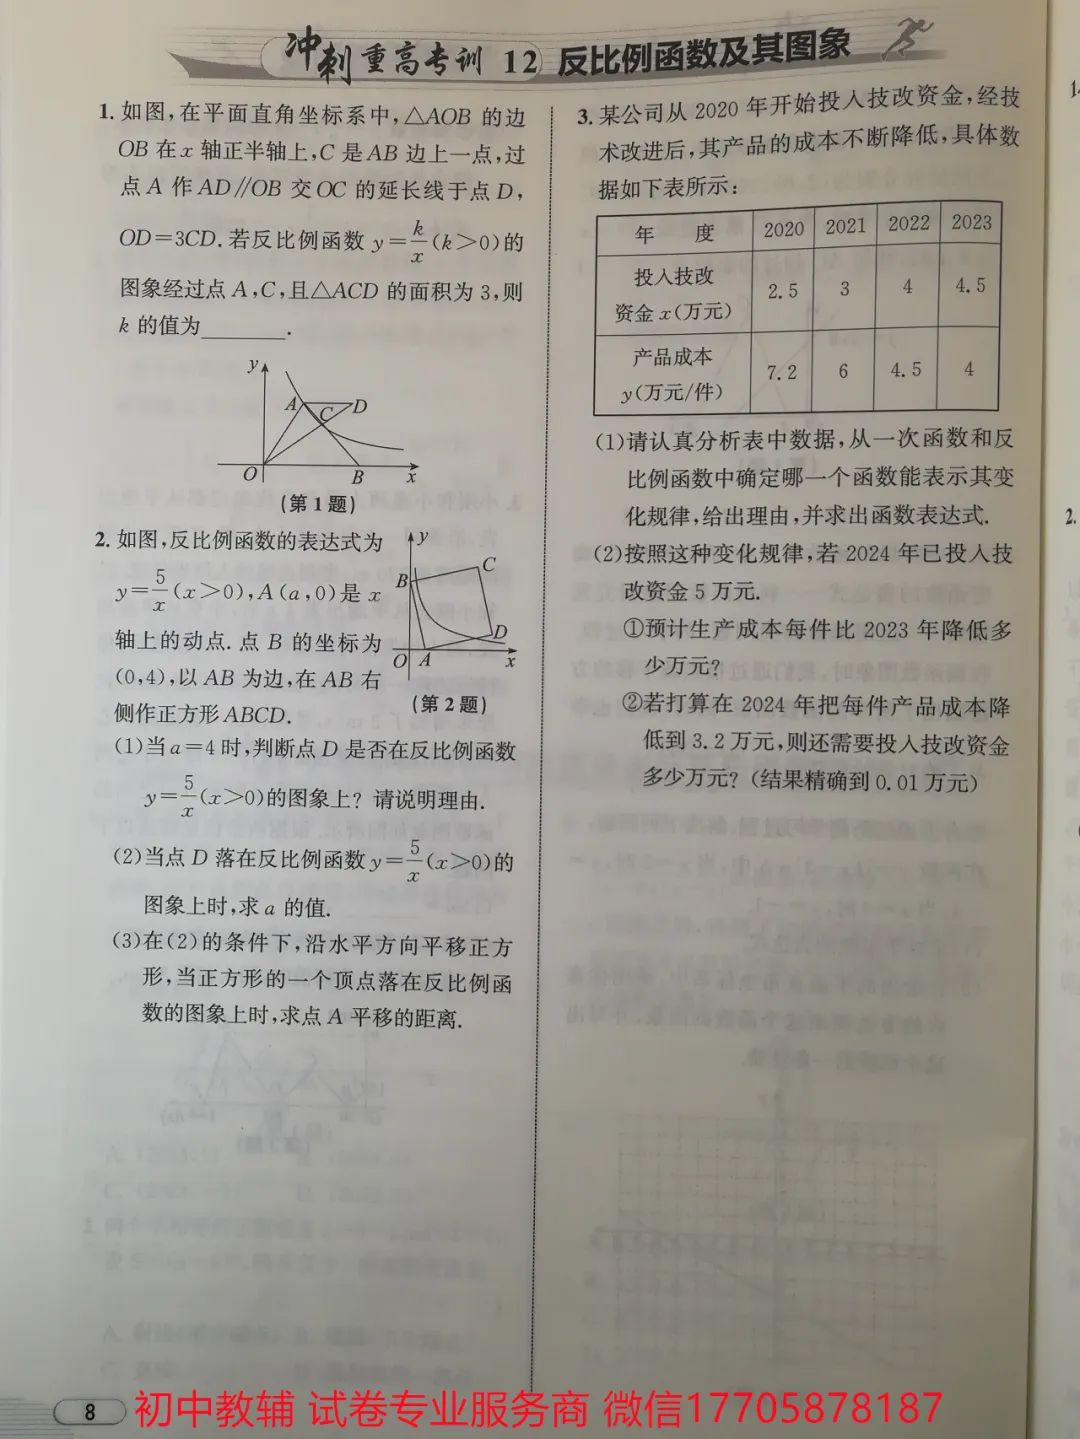 冲刺重高专训 12 反比例函数及其图象
1. 如图,在平面直角坐标系中,△AOB 的边
OB 在 x 轴正半轴上,C 是 AB 边上一点,过
点 A 作 AD∥OB 交 OC 的延长线于点 D,
OD=3CD. 若反比例函数 y=k/x(k>0)的
图象经过点 A,C,且△ACD 的面积为 3,则
k 的值为________.
y
A C D
O B x
(第 1 题)
2. 如图,反比例函数的表达式为
y=5/x(x>0),A(a,0)是 x
轴上的动点. 点 B 的坐标为
(0,4),以 AB 为边,在 AB 右
侧作正方形 ABCD.
y
C
B
D
O A x
(第 2 题)
(1)当 a=4 时,判断点 D 是否在反比例函数
y=5/x(x>0)的图象上? 请说明理由.
(2)当点 D 落在反比例函数 y=5/x(x>0)的
图象上时,求 a 的值.
(3)在(2)的条件下,沿水平方向平移正方
形,当正方形的一个顶点落在反比例函
数的图象上时,求点 A 平移的距离.
3. 某公司从 2020 年开始投入技改资金,经技
术改进后,其产品的成本不断降低,具体数
据如下表所示:
年 度 2020 2021 2022 2023
投入技改
资金 x(万元) 2.5 3 4 4.5
产品成本
y(万元/件) 7.2 6 4.5 4
(1)请认真分析表中数据,从一次函数和反
比例函数中确定哪一个函数能表示其变
化规律,给出理由,并求出函数表达式.
(2)按照这种变化规律,若 2024 年已投入技
改资金 5 万元.
①预计生产成本每件比 2023 年降低多
少万元?
②若打算在 2024 年把每件产品成本降
低到 3.2 万元,则还需要投入技改资金
多少万元? (结果精确到 0.01 万元)
8
初中教辅 试卷专业服务商 微信17705878187